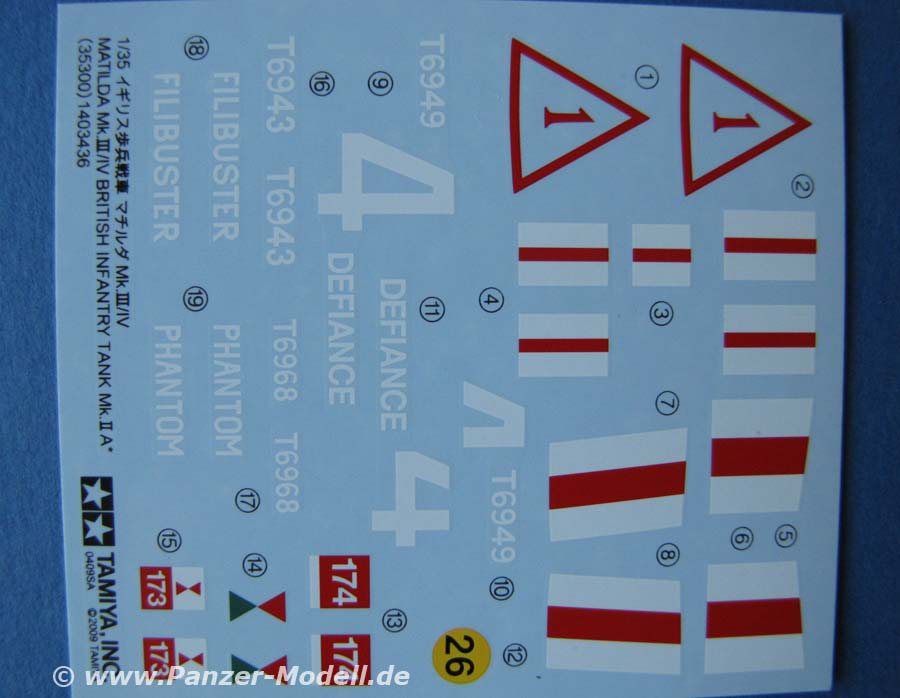 1/35 イギリス歩兵戦車 マチルダ Mk.Ⅲ/Ⅳ
MATILDA Mk.Ⅲ/Ⅳ BRITISH INFANTRY TANK Mk.Ⅱ A*
(35300) 1403436
TAMIYA, INC.
0409SA ©2009 TAMI
⑱
FILIBUSTER
FILIBUSTER
⑲
PHANTOM
PHANTOM
⑯
T6943 T6943
⑰
T6968 T6968
⑨
T6949
4
⑪
DEFIANCE
DEFIANCE
4
⑩
T6949
①
1
②
1
③
④
⑤
⑥
⑦
⑧
⑫
26
⑬
174
174
⑭
⑮
173
173
© www.Panzer-Modell.de